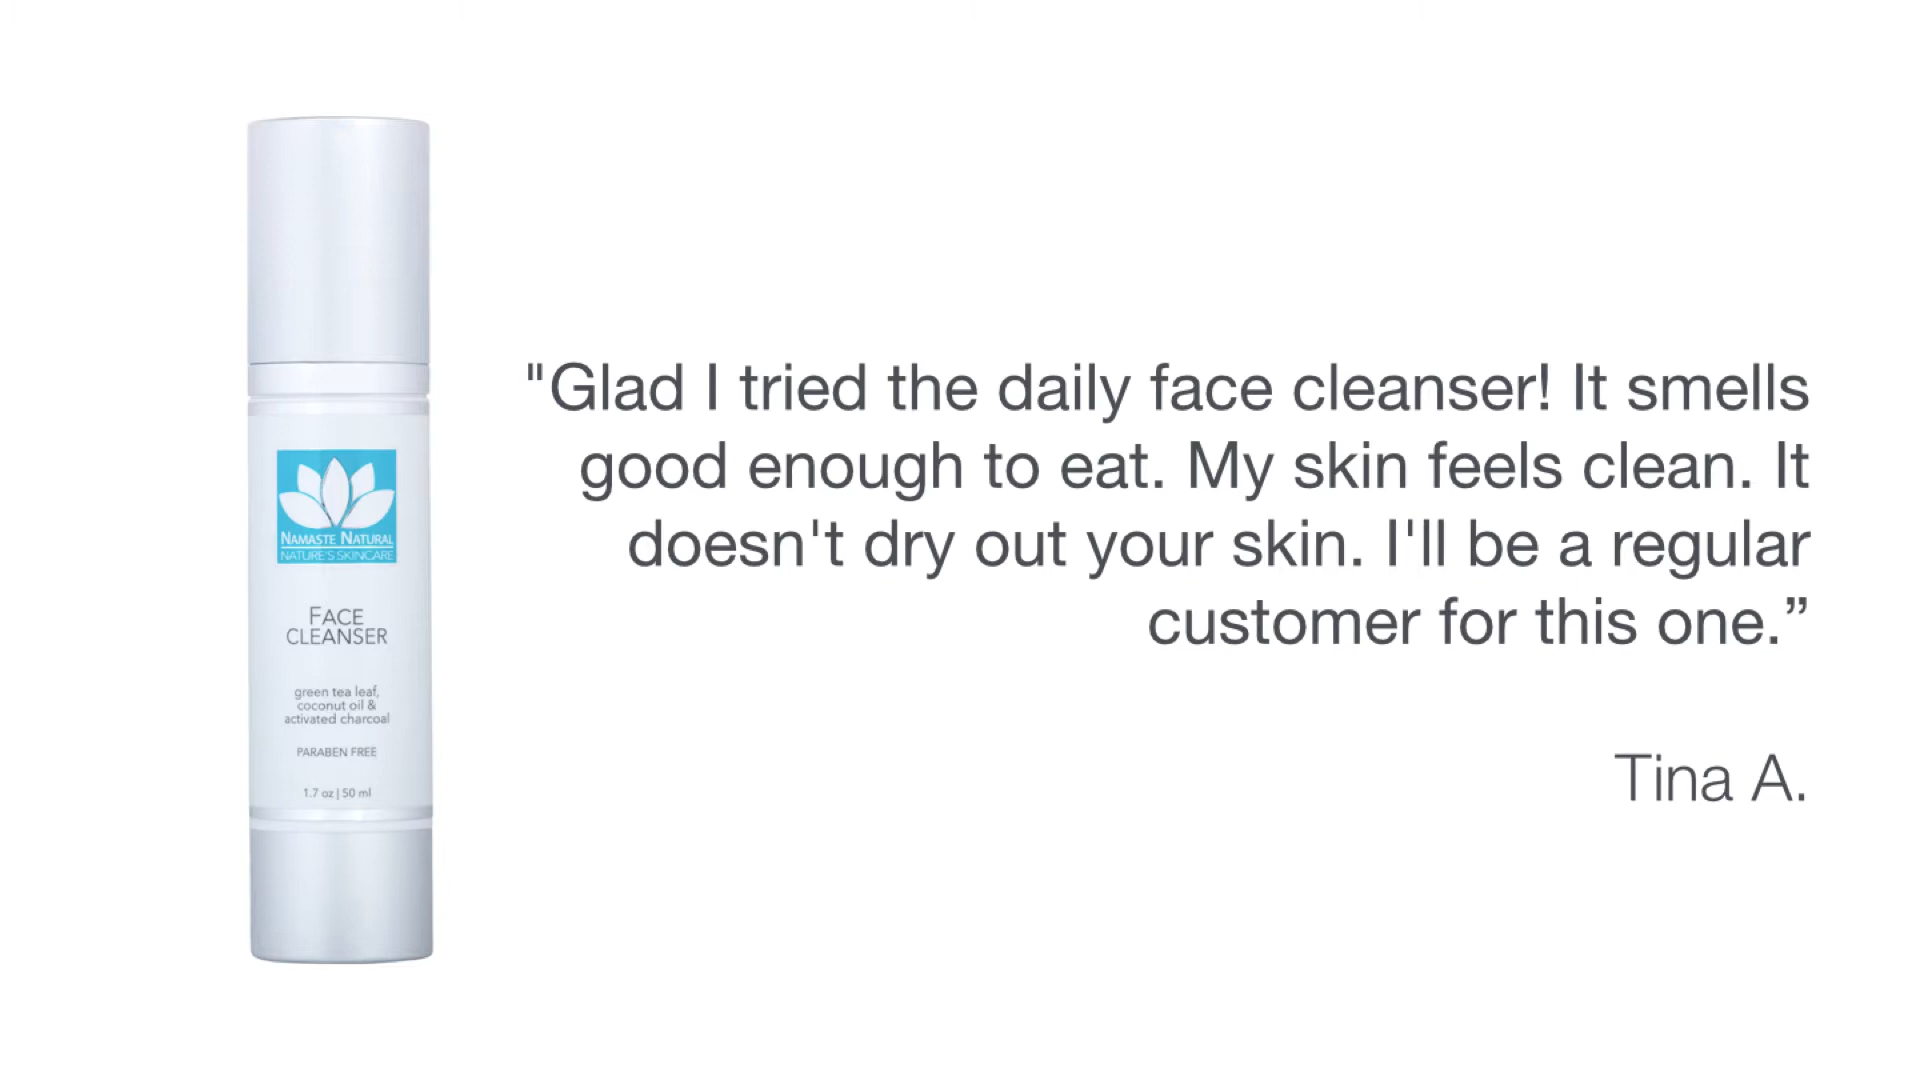 NAMASTE NATURAL
NATURE'S SKINCARE
FACE
CLEANSER
green tea leaf,
coconut oil &
activated charcoal
PARABEN FREE
1.7 oz | 50 ml
"Glad I tried the daily face cleanser! It smells
good enough to eat. My skin feels clean. It
doesn't dry out your skin. I'll be a regular
customer for this one.”
Tina A.